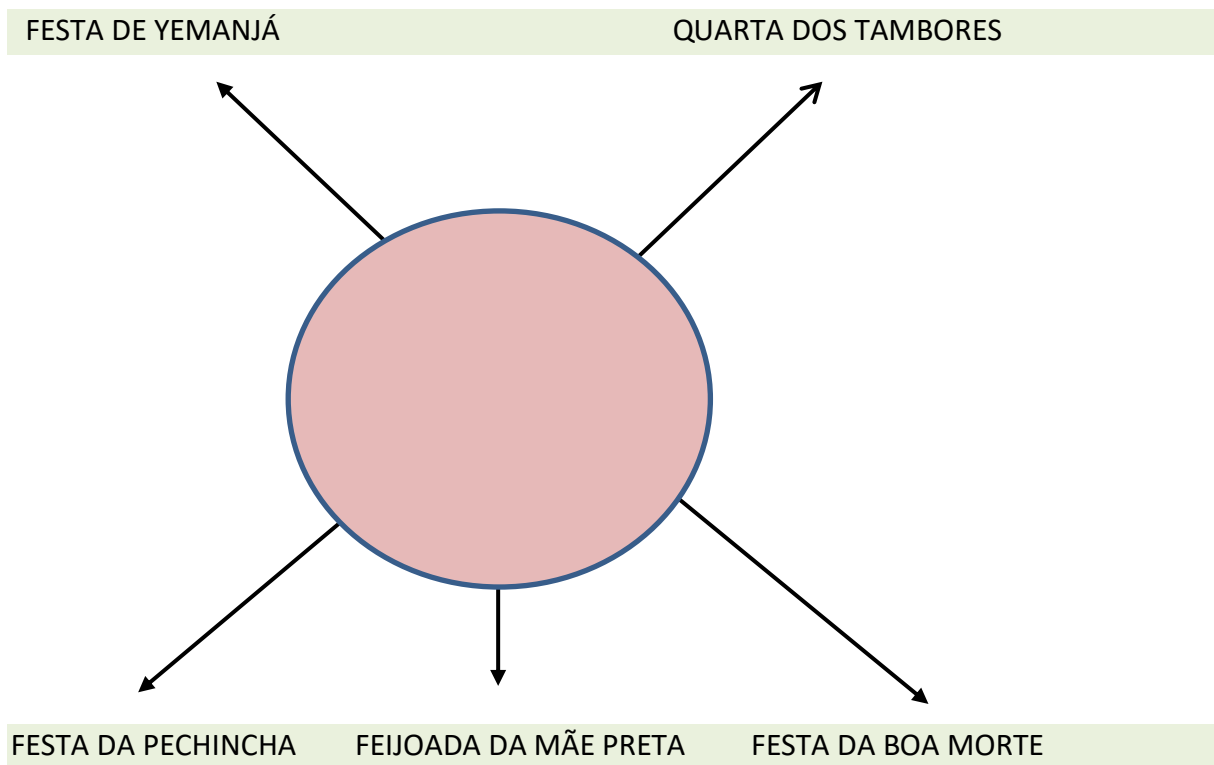 FESTA DE YEMANJÁ QUARTA DOS TAMBORES
FESTA DA PECHINCHA FEIJOADA DA MÃE PRETA FESTA DA BOA MORTE